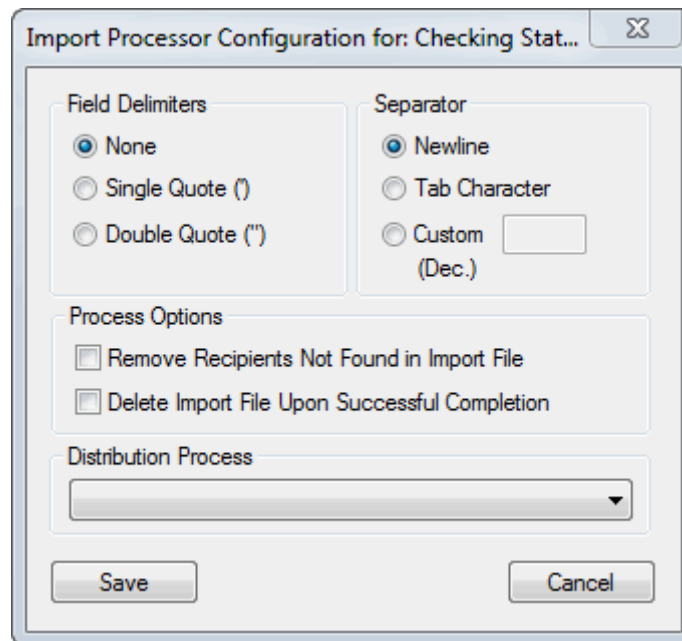 Import Processor Configuration for: Checking Stat...
Field Delimiters
None
Single Quote (')
Double Quote (")
Separator
Newline
Tab Character
Custom
(Dec.)
Process Options
Remove Recipients Not Found in Import File
Delete Import File Upon Successful Completion
Distribution Process
Save
Cancel